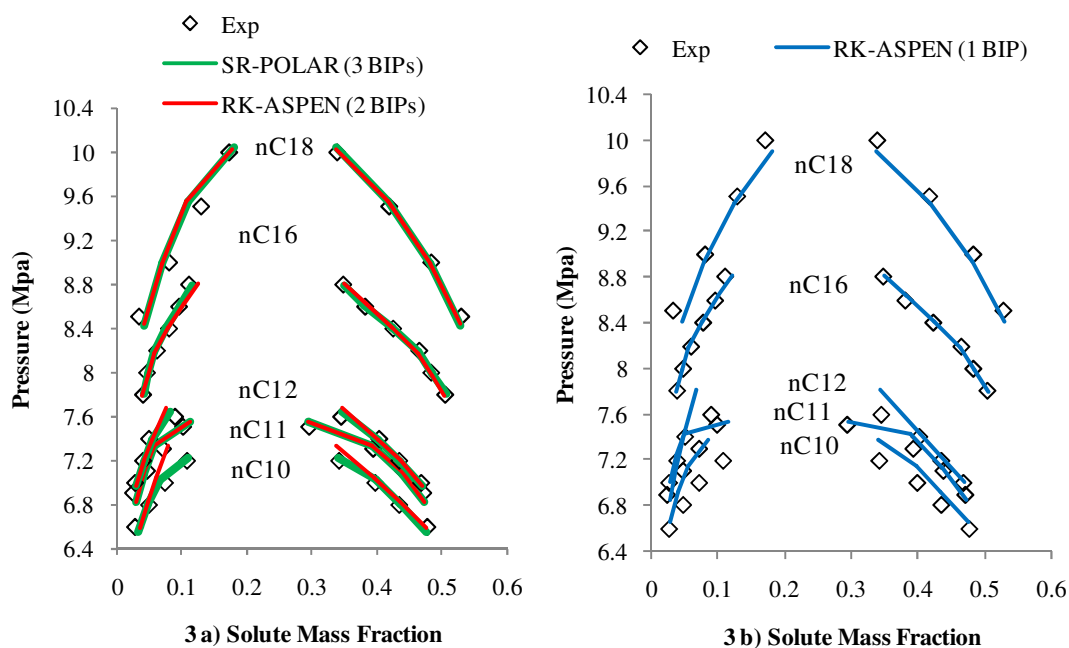 Exp
SR-POLAR (3 BIPs)
RK-ASPEN (2 BIPs)
10.4
10
9.6
9.2
8.8
8.4
8
7.6
7.2
6.8
6.4
Pressure (Mpa)
nC18
nC16
nC12
nC11
nC10
0
0.1
0.2
0.3
0.4
0.5
0.6
3 a) Solute Mass Fraction
Exp
RK-ASPEN (1 BIP)
10.4
10
9.6
9.2
8.8
8.4
8
7.6
7.2
6.8
6.4
Pressure (Mpa)
nC18
nC16
nC12
nC11
nC10
0
0.1
0.2
0.3
0.4
0.5
0.6
3 b) Solute Mass Fraction